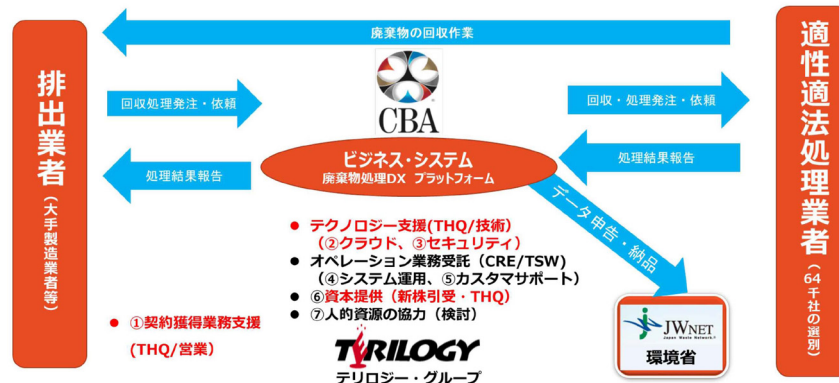 廃棄物の回収作業
排出業者
(大手製造業者等)
適性適法処理業者
(64千社の選別)
回収処理発注・依頼
CBA
回収・処理発注・依頼
処理結果報告
ビジネス・システム
廃棄物処理DX プラットフォーム
処理結果報告
データ申告・納品
● テクノロジー支援(THQ/技術)
(②クラウド、③セキュリティ)
● オペレーション業務受託(CRE/TSW)
(④システム運用、⑤カスタマサポート)
● ⑥資本提供(新株引受・THQ)
● ⑦人的資源の協力(検討)
● ①契約獲得業務支援
(THQ/営業)
TERILOGY
テリロジー・グループ
JWNET
Japan Waste Network
環境省